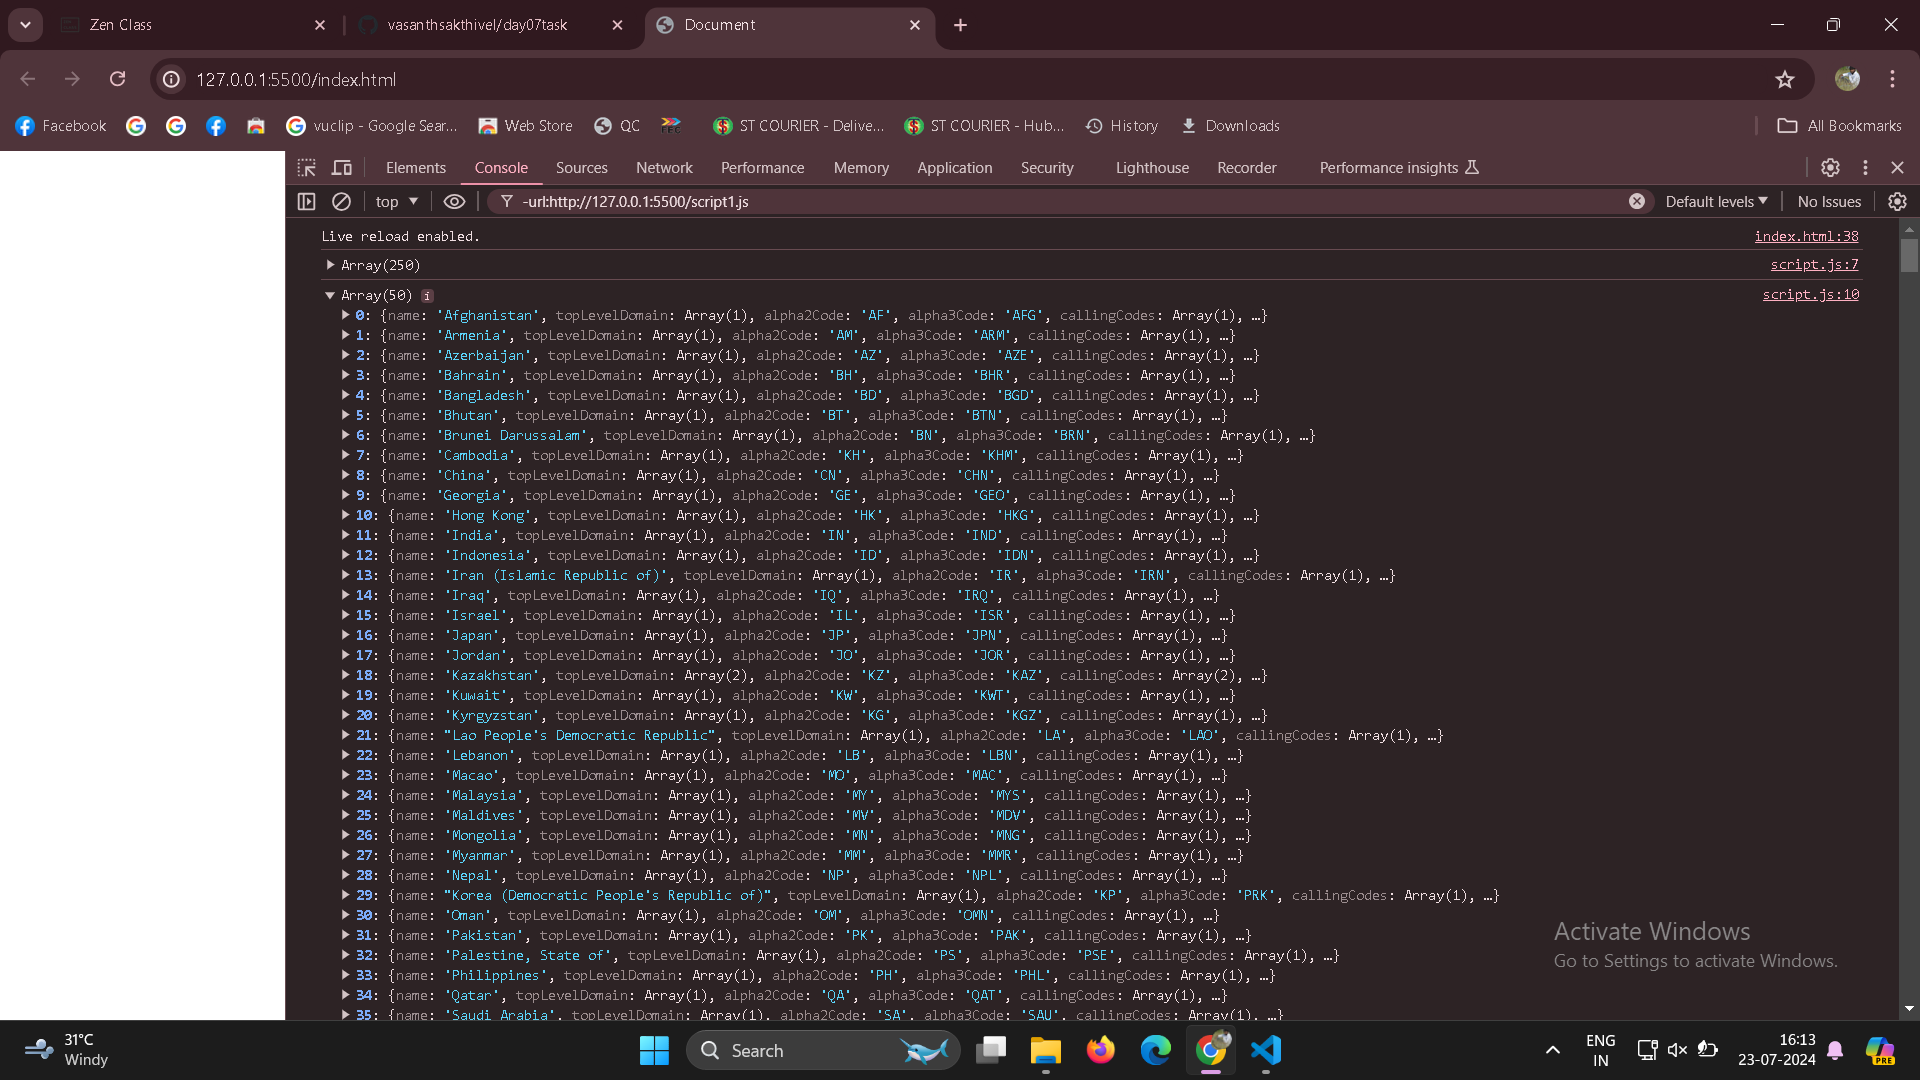 Zen Class
vasanthsakthivel/day07task
Document
127.0.0.1:5500/index.html
Facebook
vuclip - Google Sear...
Web Store
QC
ST COURIER - Delive...
ST COURIER - Hub...
History
Downloads
All Bookmarks
Elements
Console
Sources
Network
Performance
Memory
Application
Security
Lighthouse
Recorder
Performance insights
top
-url:http://127.0.0.1:5500/script1.js
Default levels
No Issues
Live reload enabled. index.html:38
Array(250) script.js:7
Array(50) i script.js:10
0: {name: 'Afghanistan', topLevelDomain: Array(1), alpha2Code: 'AF', alpha3Code: 'AFG', callingCodes: Array(1), …}
1: {name: 'Armenia', topLevelDomain: Array(1), alpha2Code: 'AM', alpha3Code: 'ARM', callingCodes: Array(1), …}
2: {name: 'Azerbaijan', topLevelDomain: Array(1), alpha2Code: 'AZ', alpha3Code: 'AZE', callingCodes: Array(1), …}
3: {name: 'Bahrain', topLevelDomain: Array(1), alpha2Code: 'BH', alpha3Code: 'BHR', callingCodes: Array(1), …}
4: {name: 'Bangladesh', topLevelDomain: Array(1), alpha2Code: 'BD', alpha3Code: 'BGD', callingCodes: Array(1), …}
5: {name: 'Bhutan', topLevelDomain: Array(1), alpha2Code: 'BT', alpha3Code: 'BTN', callingCodes: Array(1), …}
6: {name: 'Brunei Darussalam', topLevelDomain: Array(1), alpha2Code: 'BN', alpha3Code: 'BRN', callingCodes: Array(1), …}
7: {name: 'Cambodia', topLevelDomain: Array(1), alpha2Code: 'KH', alpha3Code: 'KHM', callingCodes: Array(1), …}
8: {name: 'China', topLevelDomain: Array(1), alpha2Code: 'CN', alpha3Code: 'CHN', callingCodes: Array(1), …}
9: {name: 'Georgia', topLevelDomain: Array(1), alpha2Code: 'GE', alpha3Code: 'GEO', callingCodes: Array(1), …}
10: {name: 'Hong Kong', topLevelDomain: Array(1), alpha2Code: 'HK', alpha3Code: 'HKG', callingCodes: Array(1), …}
11: {name: 'India', topLevelDomain: Array(1), alpha2Code: 'IN', alpha3Code: 'IND', callingCodes: Array(1), …}
12: {name: 'Indonesia', topLevelDomain: Array(1), alpha2Code: 'ID', alpha3Code: 'IDN', callingCodes: Array(1), …}
13: {name: 'Iran (Islamic Republic of)', topLevelDomain: Array(1), alpha2Code: 'IR', alpha3Code: 'IRN', callingCodes: Array(1), …}
14: {name: 'Iraq', topLevelDomain: Array(1), alpha2Code: 'IQ', alpha3Code: 'IRQ', callingCodes: Array(1), …}
15: {name: 'Israel', topLevelDomain: Array(1), alpha2Code: 'IL', alpha3Code: 'ISR', callingCodes: Array(1), …}
16: {name: 'Japan', topLevelDomain: Array(1), alpha2Code: 'JP', alpha3Code: 'JPN', callingCodes: Array(1), …}
17: {name: 'Jordan', topLevelDomain: Array(1), alpha2Code: 'JO', alpha3Code: 'JOR', callingCodes: Array(1), …}
18: {name: 'Kazakhstan', topLevelDomain: Array(2), alpha2Code: 'KZ', alpha3Code: 'KAZ', callingCodes: Array(2), …}
19: {name: 'Kuwait', topLevelDomain: Array(1), alpha2Code: 'KW', alpha3Code: 'KWT', callingCodes: Array(1), …}
20: {name: 'Kyrgyzstan', topLevelDomain: Array(1), alpha2Code: 'KG', alpha3Code: 'KGZ', callingCodes: Array(1), …}
21: {name: "Lao People's Democratic Republic", topLevelDomain: Array(1), alpha2Code: 'LA', alpha3Code: 'LAO', callingCodes: Array(1), …}
22: {name: 'Lebanon', topLevelDomain: Array(1), alpha2Code: 'LB', alpha3Code: 'LBN', callingCodes: Array(1), …}
23: {name: 'Macao', topLevelDomain: Array(1), alpha2Code: 'MO', alpha3Code: 'MAC', callingCodes: Array(1), …}
24: {name: 'Malaysia', topLevelDomain: Array(1), alpha2Code: 'MY', alpha3Code: 'MYS', callingCodes: Array(1), …}
25: {name: 'Maldives', topLevelDomain: Array(1), alpha2Code: 'MV', alpha3Code: 'MDV', callingCodes: Array(1), …}
26: {name: 'Mongolia', topLevelDomain: Array(1), alpha2Code: 'MN', alpha3Code: 'MNG', callingCodes: Array(1), …}
27: {name: 'Myanmar', topLevelDomain: Array(1), alpha2Code: 'MM', alpha3Code: 'MMR', callingCodes: Array(1), …}
28: {name: 'Nepal', topLevelDomain: Array(1), alpha2Code: 'NP', alpha3Code: 'NPL', callingCodes: Array(1), …}
29: {name: "Korea (Democratic People's Republic of)", topLevelDomain: Array(1), alpha2Code: 'KP', alpha3Code: 'PRK', callingCodes: Array(1), …}
30: {name: 'Oman', topLevelDomain: Array(1), alpha2Code: 'OM', alpha3Code: 'OMN', callingCodes: Array(1), …}
31: {name: 'Pakistan', topLevelDomain: Array(1), alpha2Code: 'PK', alpha3Code: 'PAK', callingCodes: Array(1), …}
32: {name: 'Palestine, State of', topLevelDomain: Array(1), alpha2Code: 'PS', alpha3Code: 'PSE', callingCodes: Array(1), …}
33: {name: 'Philippines', topLevelDomain: Array(1), alpha2Code: 'PH', alpha3Code: 'PHL', callingCodes: Array(1), …}
34: {name: 'Qatar', topLevelDomain: Array(1), alpha2Code: 'QA', alpha3Code: 'QAT', callingCodes: Array(1), …}
35: {name: 'Saudi Arabia', topLevelDomain: Array(1), alpha2Code: 'SA', alpha3Code: 'SAU', callingCodes: Array(1), …}
Activate Windows
Go to Settings to activate Windows.
31°C
Windy
Search
ENG
IN
16:13
23-07-2024
PRE